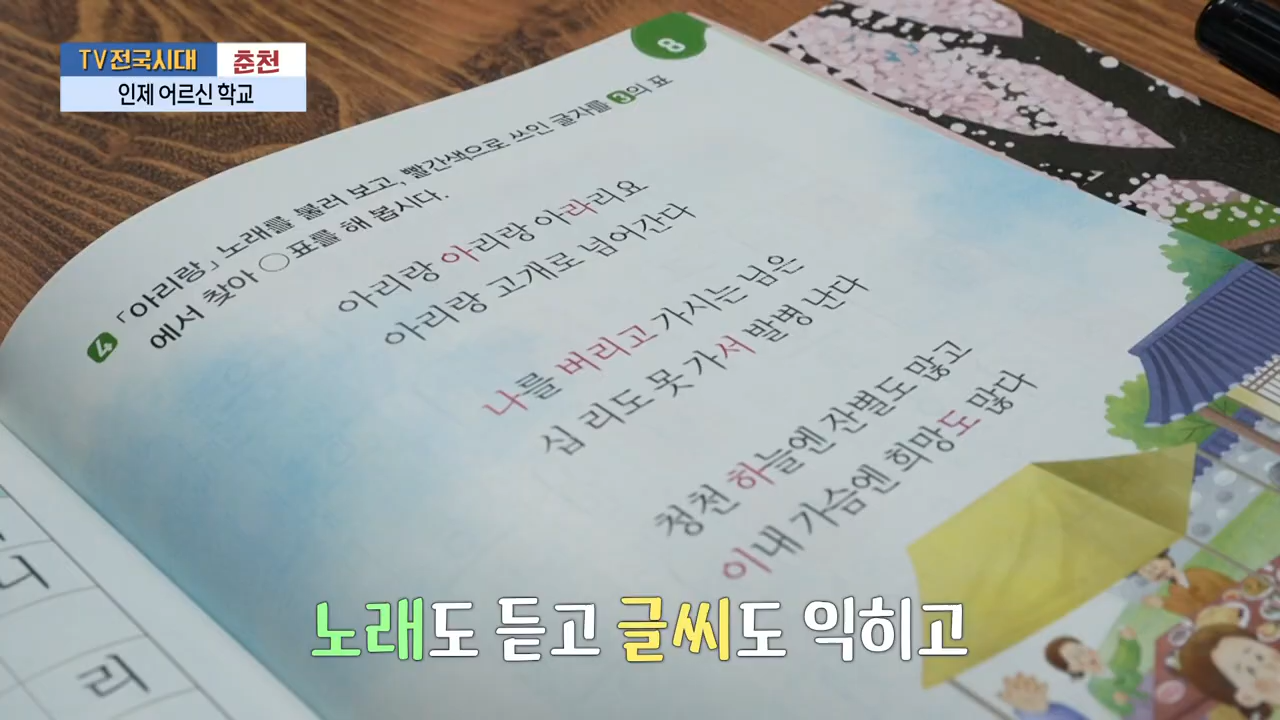 TV전국시대 춘천
인제 어르신 학교
8
4 「아리랑」 노래를 불러 보고, 빨간색으로 쓰인 글자를 3의 표
에서 찾아 ○표를 해 봅시다.
아리랑 아리랑 아라리요
아리랑 고개로 넘어간다
나를 버리고 가시는 님은
십 리도 못 가서 발병 난다
청천 하늘엔 잔별도 많고
이내 가슴엔 희망도 많다
너
리
노래도 듣고 글씨도 익히고